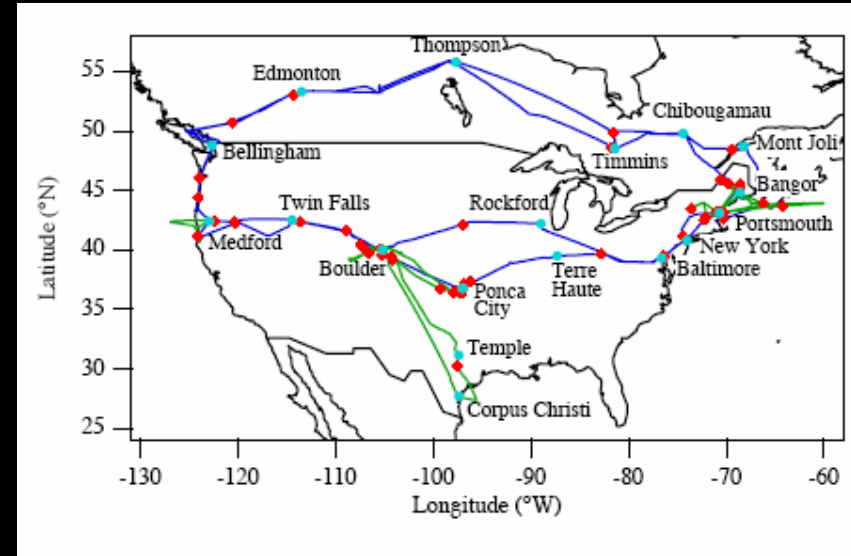 Thompson
55
Edmonton
Chibougamau
50
Bellingham
Timmins
Mont Joli
45
Twin Falls
Rockford
Bangor
Portsmouth
40
Medford
New York
Boulder
Terre
Haute
Baltimore
Ponca
City
35
Temple
30
Corpus Christi
25
Latitude (°N)
-130
-120
-110
-100
-90
-80
-70
-60
Longitude (°W)